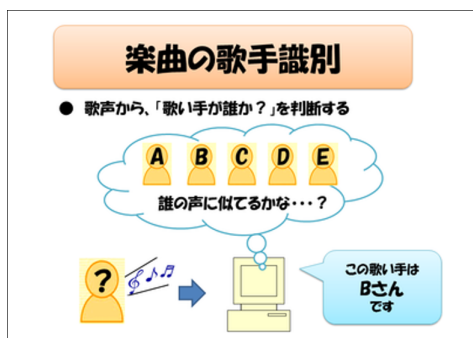 楽曲の歌手識別
● 歌声から、「歌い手が誰か?」を判断する
A B C D E
誰の声に似てるかな・・・?
?
この歌い手は
Bさん
です